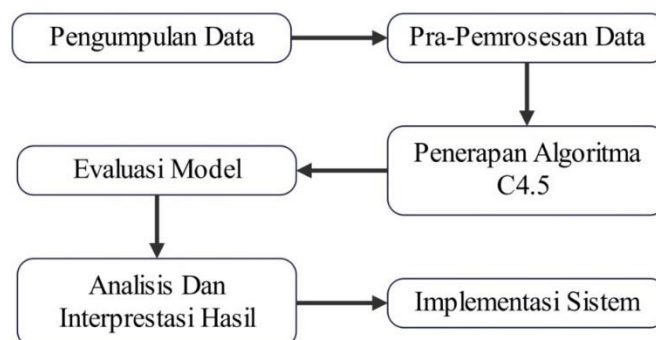 Pengumpulan Data
Pra-Pemrosesan Data
Penerapan Algoritma
C4.5
Evaluasi Model
Analisis Dan
Interprestasi Hasil
Implementasi Sistem